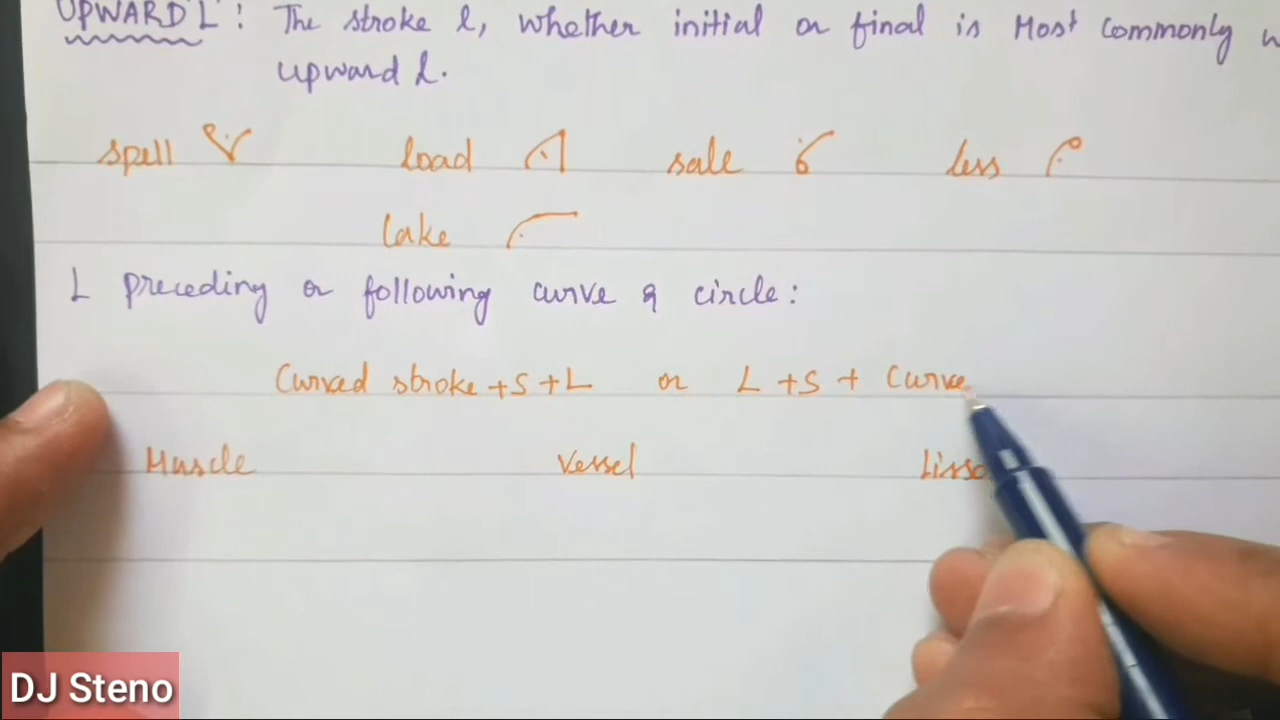 UPWARD L : The stroke l, whether initial or final is Most commonly
upward l.
spell load sale less
lake
L preceding or following curve & circle :
Curved stroke + S + L or L + S + Curve
Muscle Vessel
DJ Steno